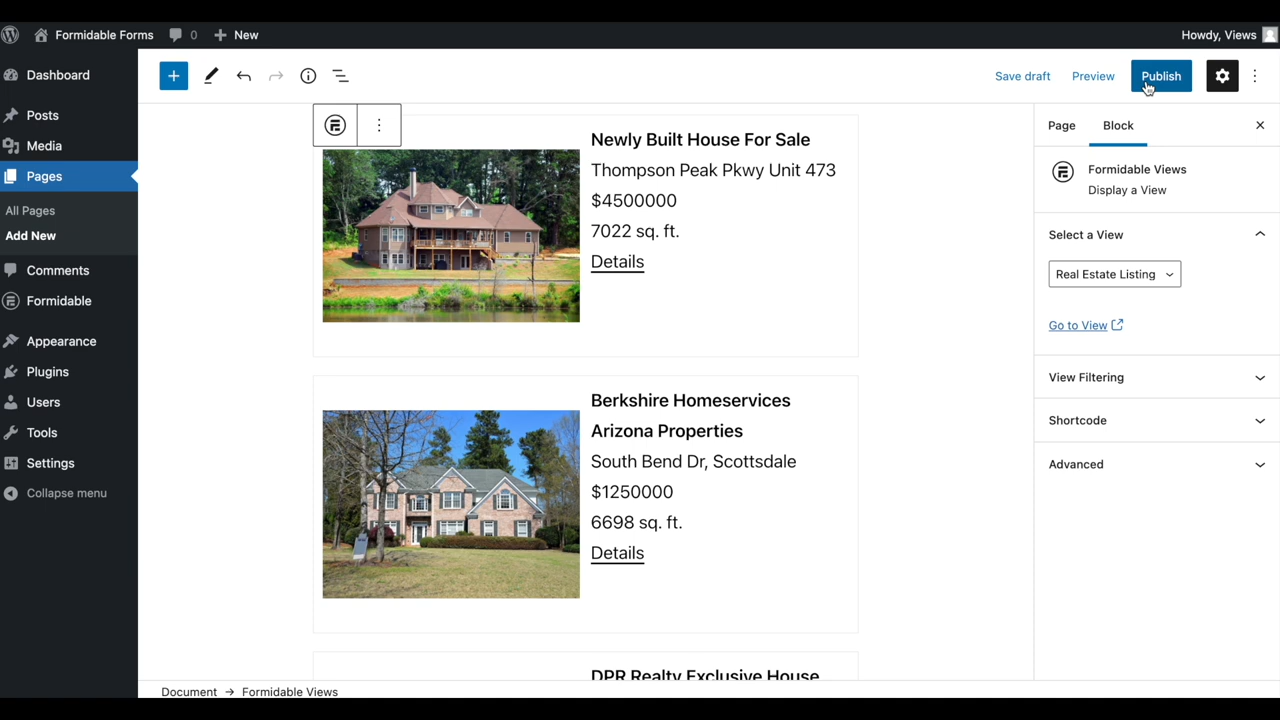 Formidable Forms
0
New
Howdy, Views
Dashboard
Posts
Media
Pages
All Pages
Add New
Comments
Formidable
Appearance
Plugins
Users
Tools
Settings
Collapse menu
Save draft
Preview
Publish
Newly Built House For Sale
Thompson Peak Pkwy Unit 473
$4500000
7022 sq. ft.
Details
Berkshire Homeservices
Arizona Properties
South Bend Dr, Scottsdale
$1250000
6698 sq. ft.
Details
DPR Realty Exclusive House
Page
Block
Formidable Views
Display a View
Select a View
Real Estate Listing
Go to View
View Filtering
Shortcode
Advanced
Document → Formidable Views